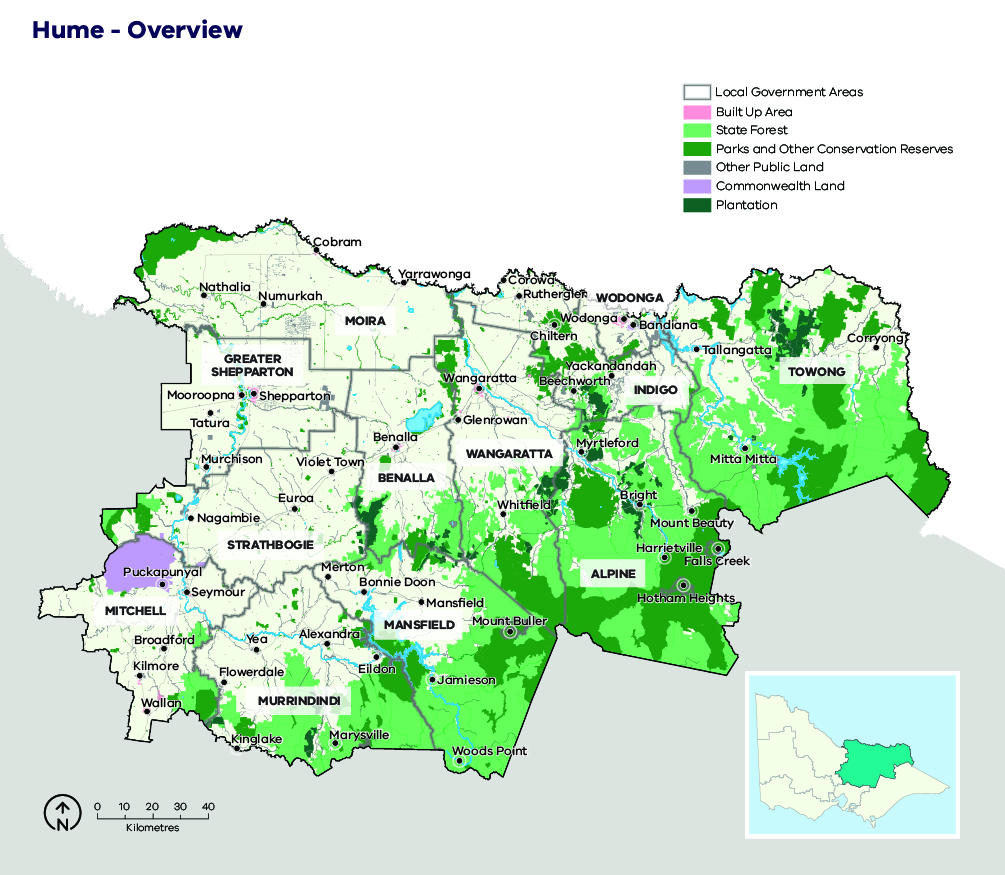 Hume - Overview
Local Government Areas
Built Up Area
State Forest
Parks and Other Conservation Reserves
Other Public Land
Commonwealth Land
Plantation
Cobram
Yarrawonga
Corowa
Nathalia
Numurkah
Rutherglen
WODONGA
MOIRA
Wodonga
Bandiana
Chiltern
Corryong
Tallangatta
GREATER
SHEPPARTON
Yackandandah
TOWONG
Wangaratta
Beechworth
INDIGO
Mooroopna
Shepparton
Tatura
Glenrowan
Benalla
Myrtleford
WANGARATTA
Murchison
Violet Town
Mitta Mitta
BENALLA
Euroa
Bright
Whitfield
Nagambie
Mount Beauty
STRATHBOGIE
Harrietville
Falls Creek
Puckapunyal
Merton
ALPINE
Bonnie Doon
Seymour
Hotham Heights
MITCHELL
Mansfield
MANSFIELD
Mount Buller
Broadford
Yea
Alexandra
Kilmore
Flowerdale
Eildon
Jamieson
Wallan
MURRINDINDI
Kinglake
Marysville
Woods Point
N
0 10 20 30 40
Kilometres